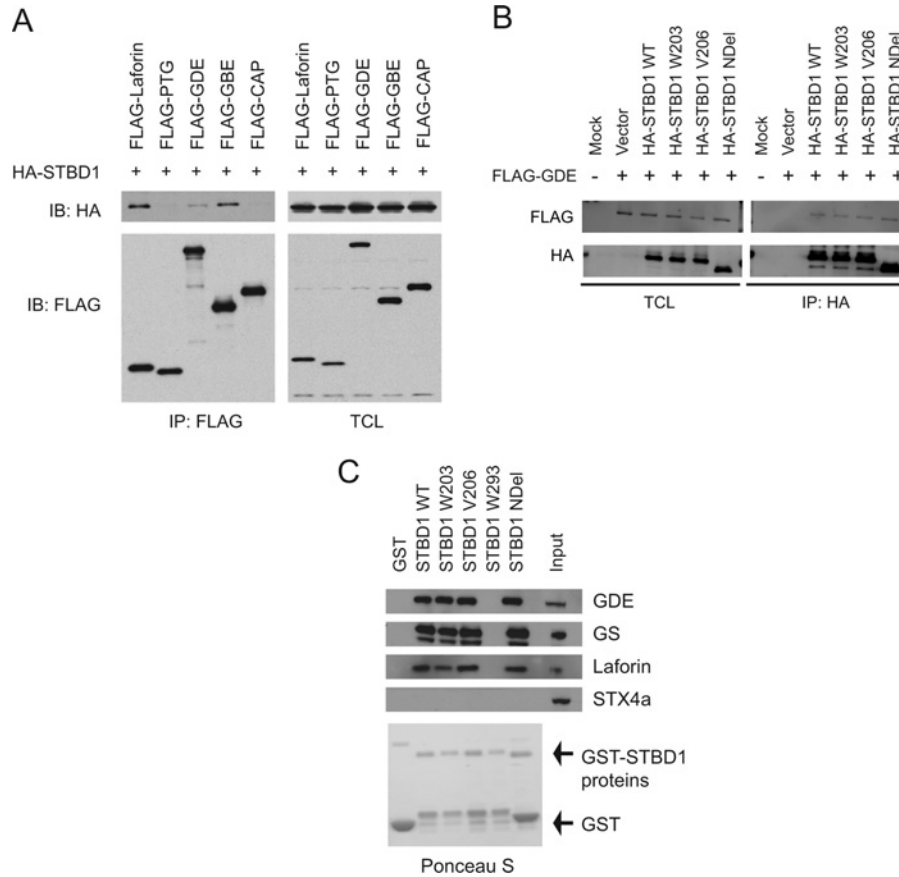 A
FLAG-Laforin
FLAG-PTG
FLAG-GDE
FLAG-GBE
FLAG-CAP
FLAG-Laforin
FLAG-PTG
FLAG-GDE
FLAG-GBE
FLAG-CAP
HA-STBD1 + + + + + + + + + +
IB: HA
IB: FLAG
IP: FLAG TCL
B
Mock
Vector
HA-STBD1 WT
HA-STBD1 W203
HA-STBD1 V206
HA-STBD1 NDel
Mock
Vector
HA-STBD1 WT
HA-STBD1 W203
HA-STBD1 V206
HA-STBD1 NDel
FLAG-GDE - + + + + + - + + + + +
FLAG
HA
TCL IP: HA
C
GST
STBD1 WT
STBD1 W203
STBD1 V206
STBD1 W293
STBD1 NDel
Input
GDE
GS
Laforin
STX4a
GST-STBD1
proteins
GST
Ponceau S